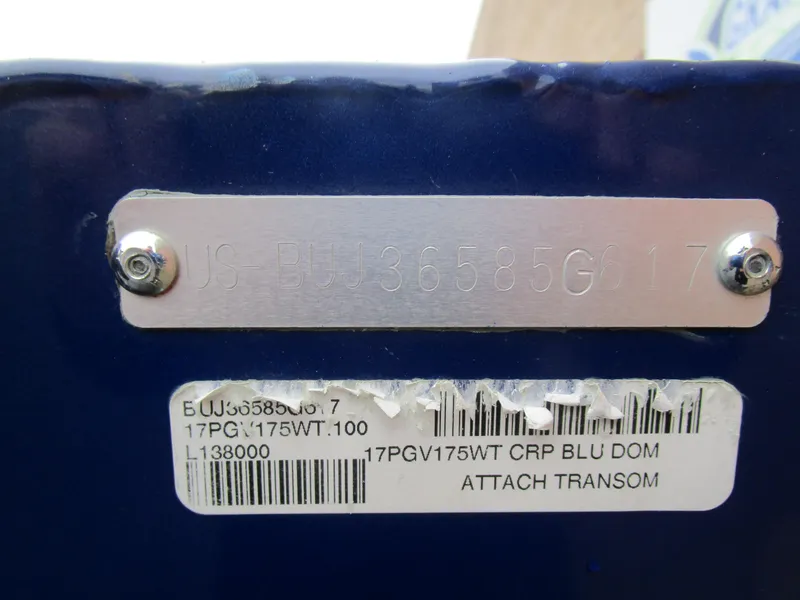 US-BUJ36585G617
BUJ36585G617
17PGV175WT.100
L138000
17PGV175WT CRP BLU DOM
ATTACH TRANSOM